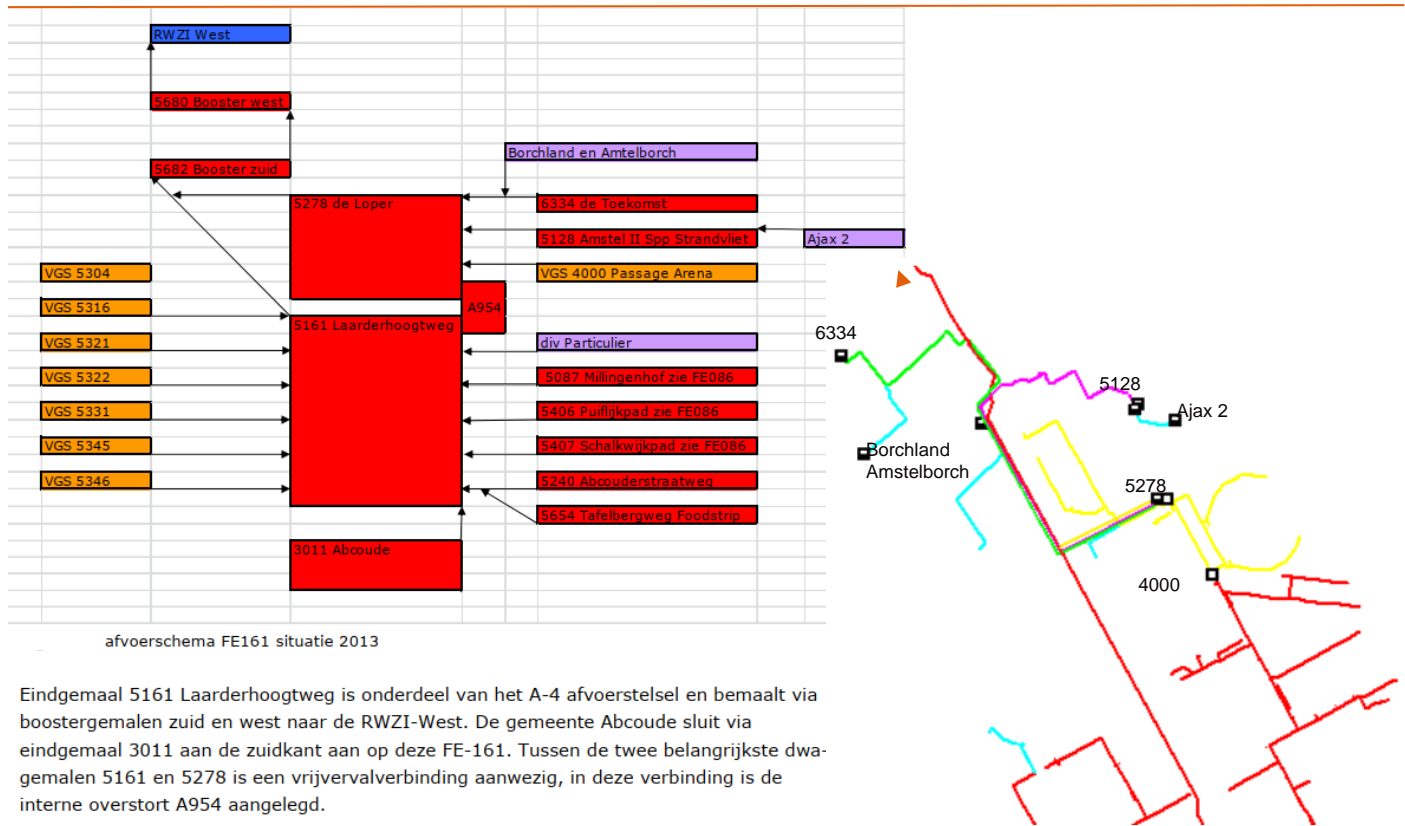 RWZI West
5680 Booster west
Borchland en Amtelborch
5682 Booster zuid
5278 de Loper
6334 de Toekomst
5128 Amstel II Spp Strandvliet
Ajax 2
VGS 5304
VGS 4000 Passage Arena
VGS 5316
A954
5161 Laarderhoogtweg
VGS 5321
div Particulier
VGS 5322
5087 Millingenhof zie FE086
VGS 5331
5406 Puiflijkpad zie FE086
VGS 5345
5407 Schalkwijkpad zie FE086
VGS 5346
5240 Abcouderstraatweg
5654 Tafelbergweg Foodstrip
3011 Abcoude
afvoerschema FE161 situatie 2013
6334
5128
Ajax 2
Borchland
Amstelborch
5278
4000
Eindgemaal 5161 Laarderhoogtweg is onderdeel van het A-4 afvoerstelsel en bemaalt via
boostergemalen zuid en west naar de RWZI-West. De gemeente Abcoude sluit via
eindgemaal 3011 aan de zuidkant aan op deze FE-161. Tussen de twee belangrijkste dwa-
gemalen 5161 en 5278 is een vrijvervalverbinding aanwezig, in deze verbinding is de
interne overstort A954 aangelegd.